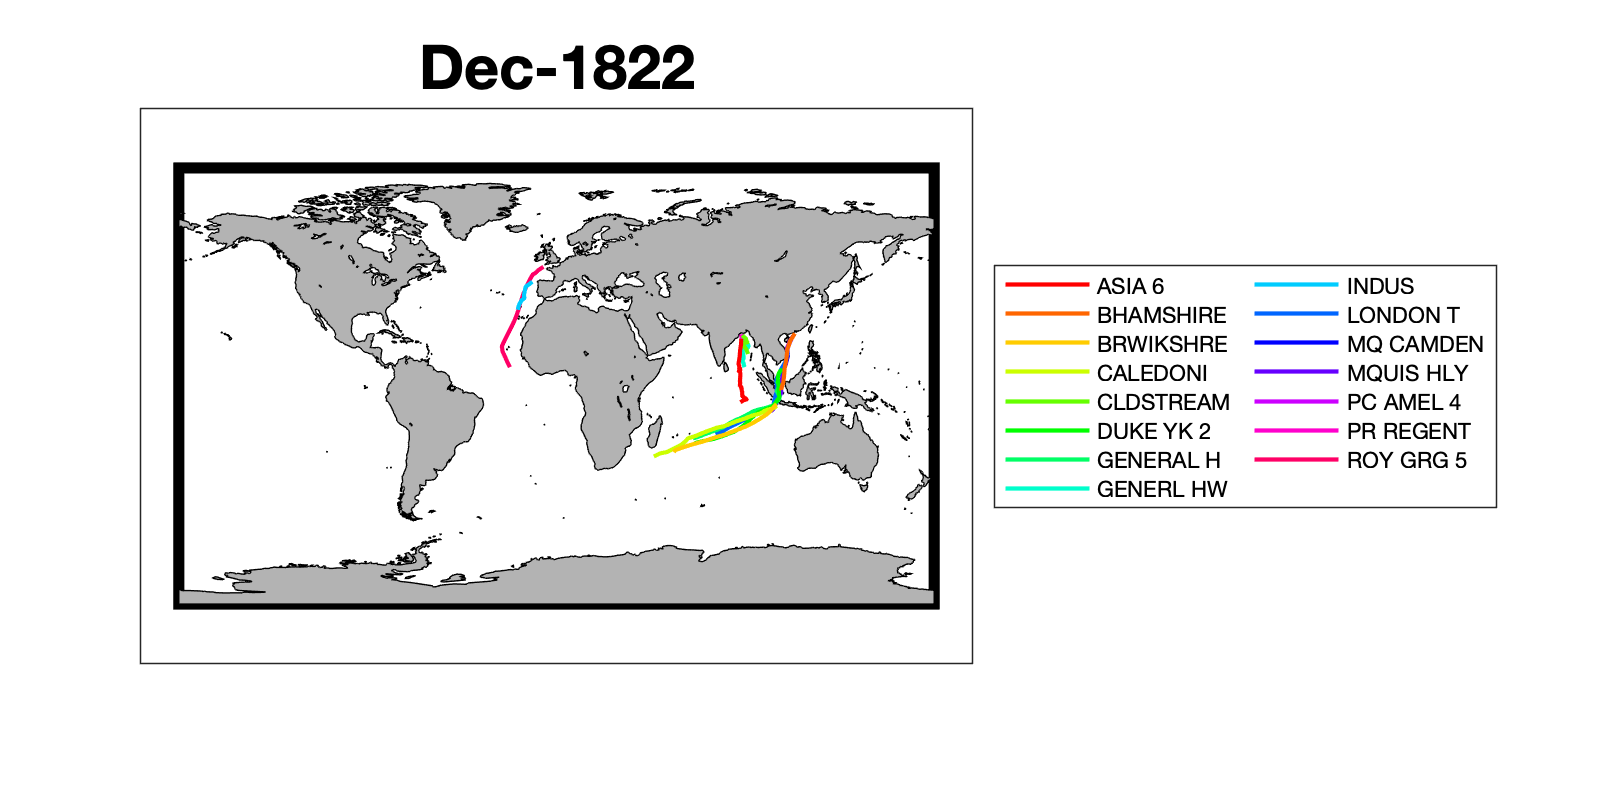 Dec-1822
ASIA 6
BHAMSHIRE
BRWIKSHRE
CALEDONI
CLDSTREAM
DUKE YK 2
GENERAL H
GENERL HW
INDUS
LONDON T
MQ CAMDEN
MQUIS HLY
PC AMEL 4
PR REGENT
ROY GRG 5